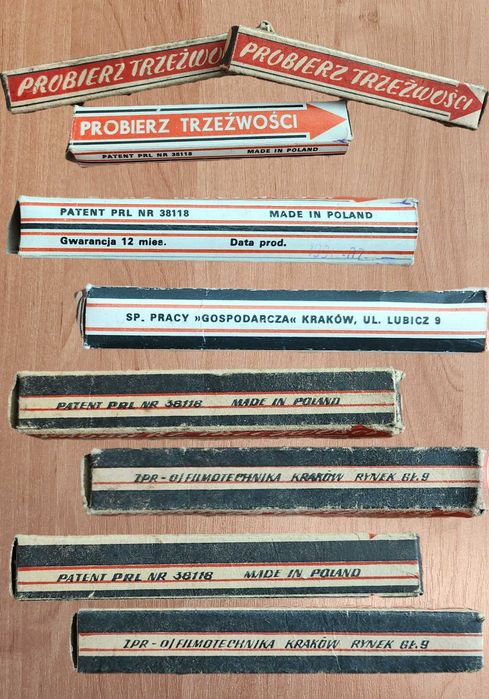 PROBIERZ TRZEŹWO
PROBIERZ TRZEŹWOŚCI
PROBIERZ TRZEŹWOŚCI
PATENT PRL NR 38118 MADE IN POLAND
PATENT PRL NR 38118 MADE IN POLAND
Gwarancja 12 mies. Data prod.
SP. PRACY »GOSPODARCZA« KRAKÓW, UL. LUBICZ 9
PATENT PRL NR 38118 MADE IN POLAND
ZPR-O/FILMOTECHNIKA KRAKÓW RYNEK GŁ.9
PATENT PRL NR 38118 MADE IN POLAND
ZPR-O/FILMOTECHNIKA KRAKÓW RYNEK GŁ.9